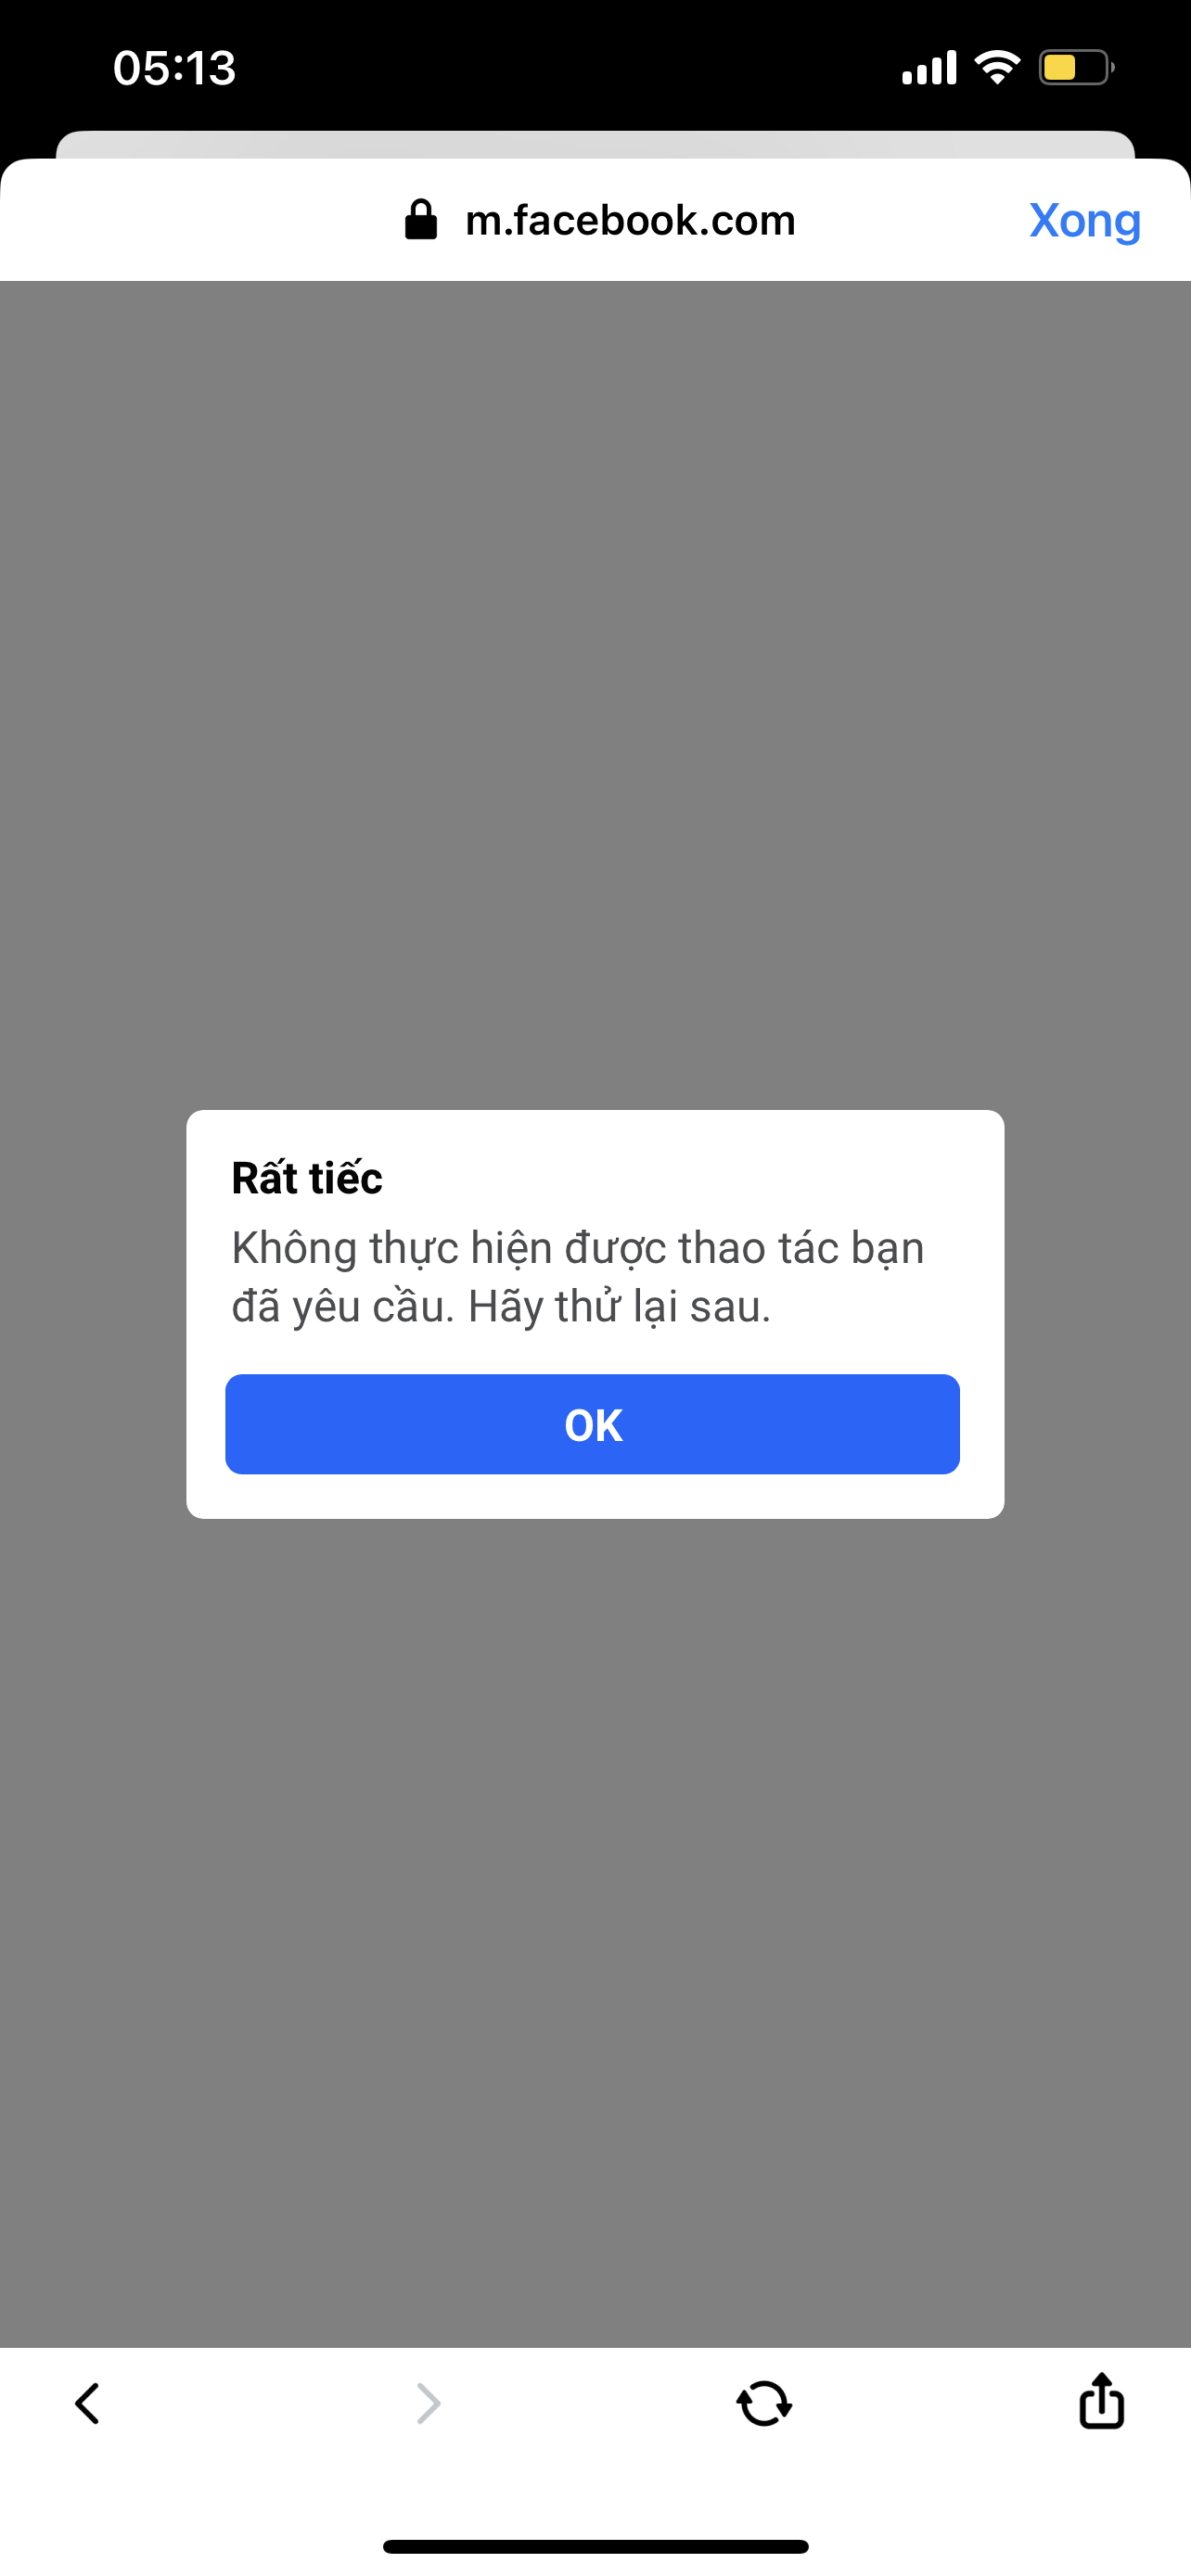 05:13
m.facebook.com
Xong
Rất tiếc
Không thực hiện được thao tác bạn
đã yêu cầu. Hãy thử lại sau.
OK